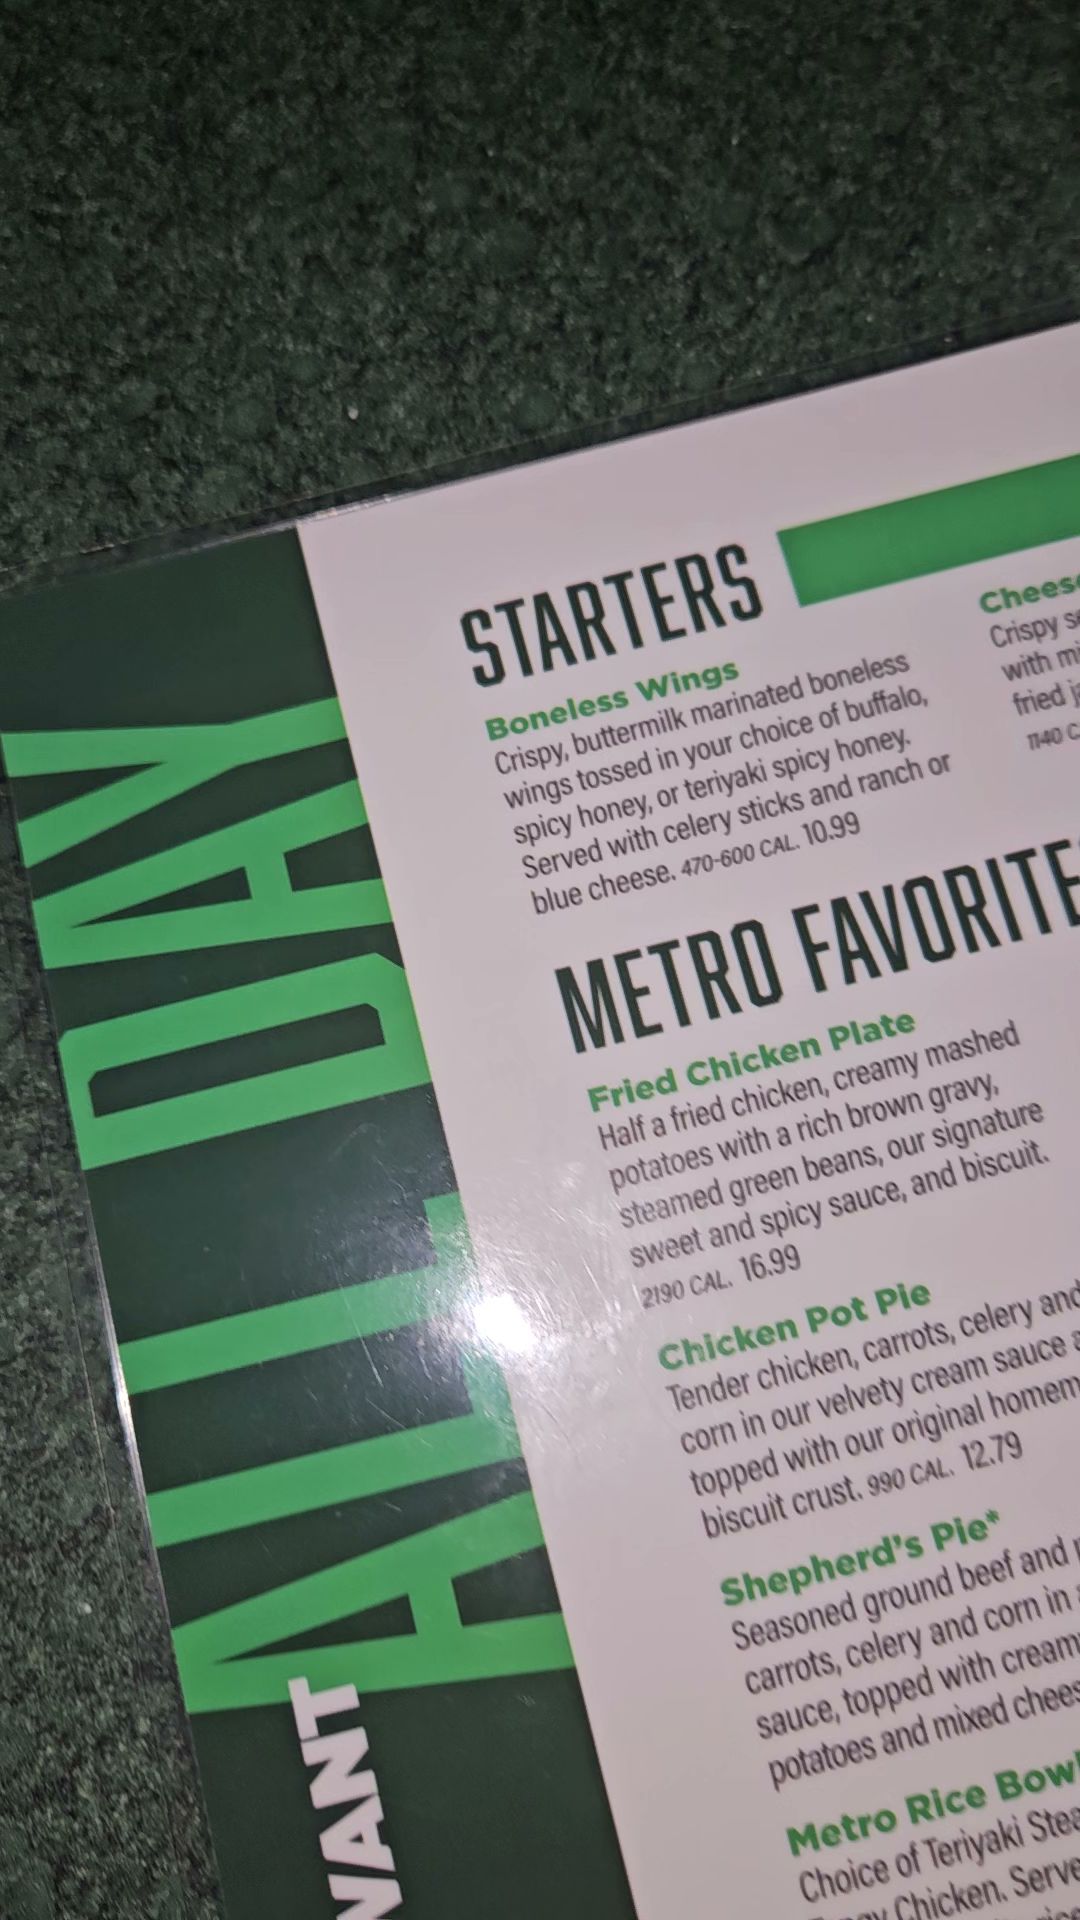 ALL DAY
WANT
STARTERS
Boneless Wings
Crispy, buttermilk marinated boneless
wings tossed in your choice of buffalo,
spicy honey, or teriyaki spicy honey.
Served with celery sticks and ranch or
blue cheese. 470-600 CAL. 10.99
Crispy
with
fried
1140
METRO FAVORITES
Fried Chicken Plate
Half a fried chicken, creamy mashed
potatoes with a rich brown gravy,
steamed green beans, our signature
sweet and spicy sauce, and biscuit.
2190 CAL. 16.99
Chicken Pot Pie
Tender chicken, carrots, celery and
corn in our velvety cream sauce
topped with our original
biscuit crust. 990 CAL. 12.79
Shepherd's Pie*
Seasoned ground beef and
carrots, celery and corn in
sauce, topped with
potatoes and mixed
Metro Rice Bowl
Choice of Teriyaki
Chicken.